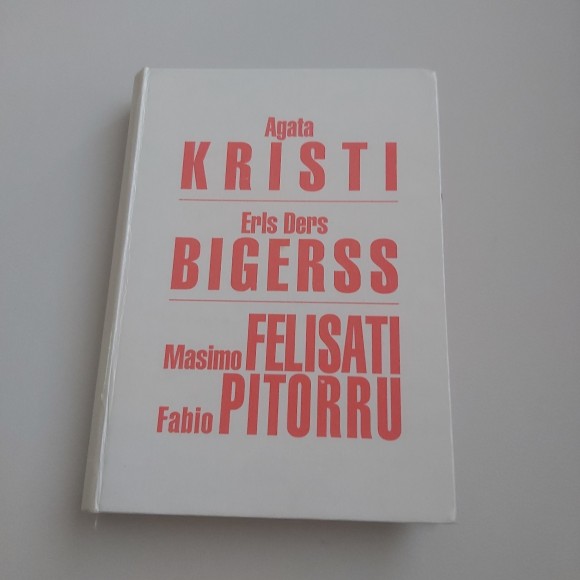 Agata
KRISTI
Erls Ders
BIGERSS
Masimo FELISATI
Fabio PITORRU